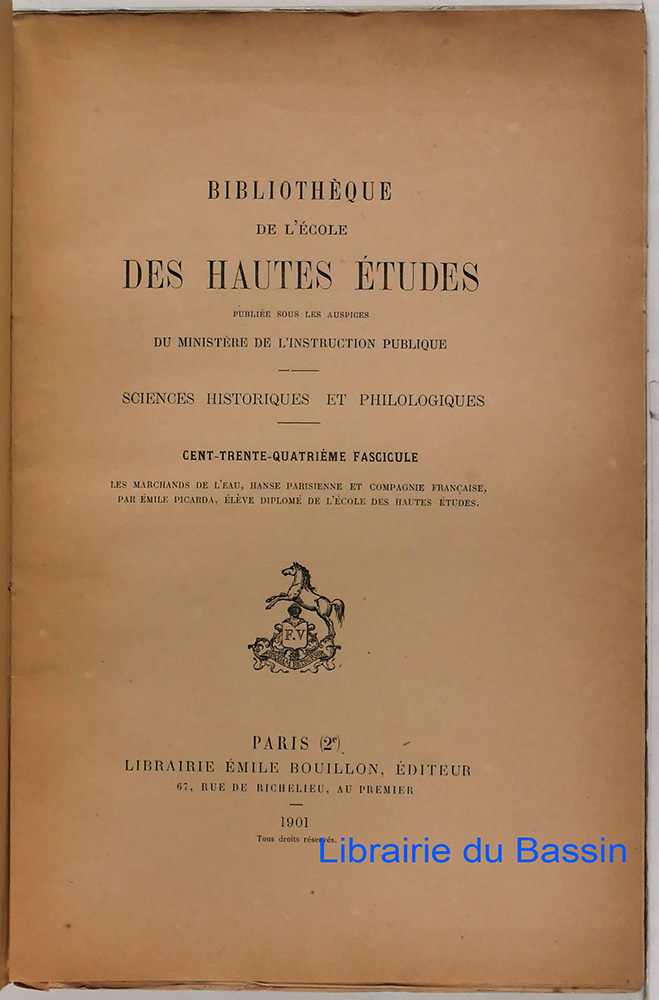 BIBLIOTHÈQUE
DE L'ÉCOLE
DES HAUTES ÉTUDES
PUBLIÉE SOUS LES AUSPICES
DU MINISTÈRE DE L'INSTRUCTION PUBLIQUE
SCIENCES HISTORIQUES ET PHILOLOGIQUES
CENT-TRENTE-QUATRIÈME FASCICULE
LES MARCHANDS DE L'EAU, HANSE PARISIENNE ET COMPAGNIE FRANÇAISE,
PAR ÉMILE PICARDA, ÉLÈVE DIPLOMÉ DE L'ÉCOLE DES HAUTES ÉTUDES.
F.V
PARIS (2e)
LIBRAIRIE ÉMILE BOUILLON, ÉDITEUR
67, RUE DE RICHELIEU, AU PREMIER
1901
Tous droits réservés.
Librairie du Bassin